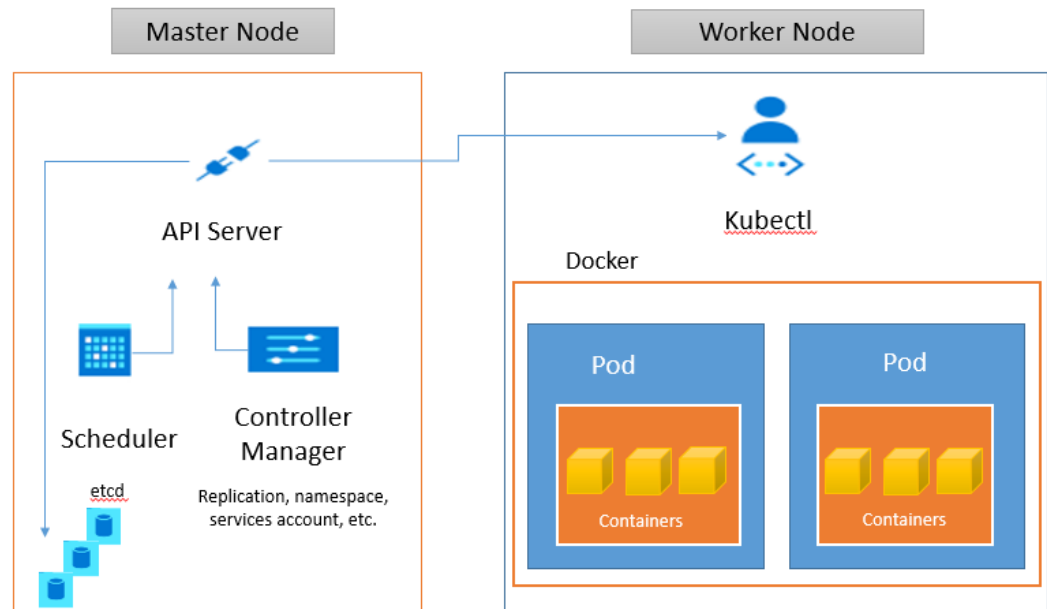 Master Node
Worker Node
API Server
Kubectl
Docker
Scheduler
Controller
Manager
etcd
Replication, namespace,
services account, etc.
Pod
Containers
Pod
Containers